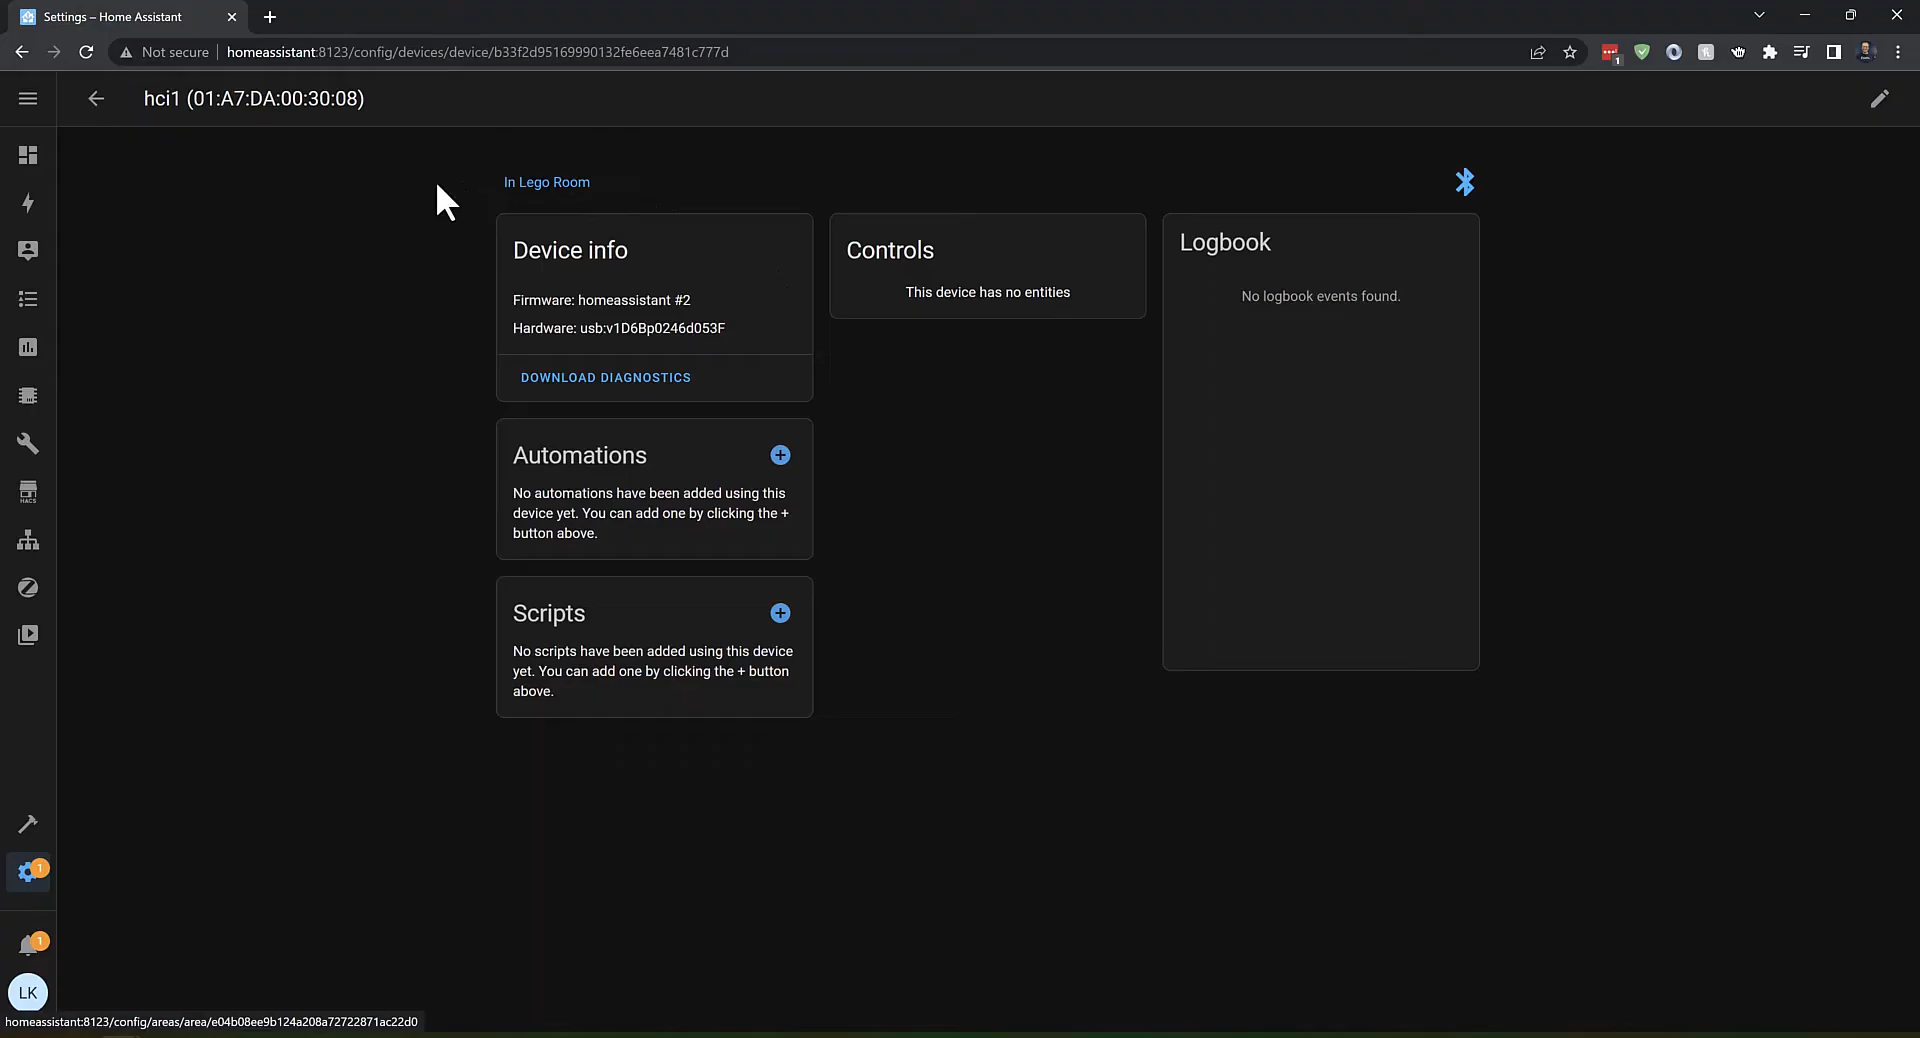 Settings – Home Assistant
Not secure
homeassistant:8123/config/devices/device/b33f2d95169990132fe6eea7481c777d
1
hci1 (01:A7:DA:00:30:08)
In Lego Room
Device info
Firmware: homeassistant #2
Hardware: usb:v1D6Bp0246d053F
DOWNLOAD DIAGNOSTICS
Controls
This device has no entities
Logbook
No logbook events found.
Automations
No automations have been added using this
device yet. You can add one by clicking the +
button above.
Scripts
No scripts have been added using this device
yet. You can add one by clicking the + button
above.
HACS
1
1
LK
homeassistant:8123/config/areas/area/e04b08ee9b124a208a72722871ac22d0